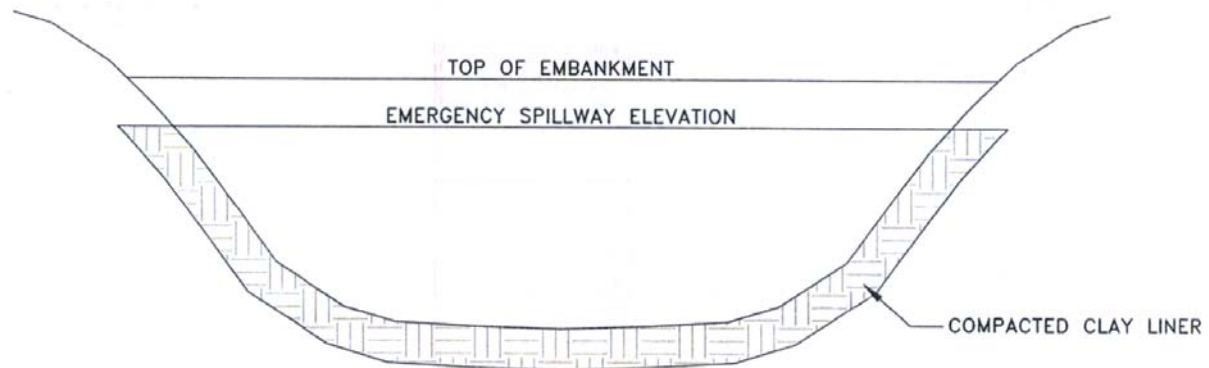 TOP OF EMBANKMENT
EMERGENCY SPILLWAY ELEVATION
COMPACTED CLAY LINER